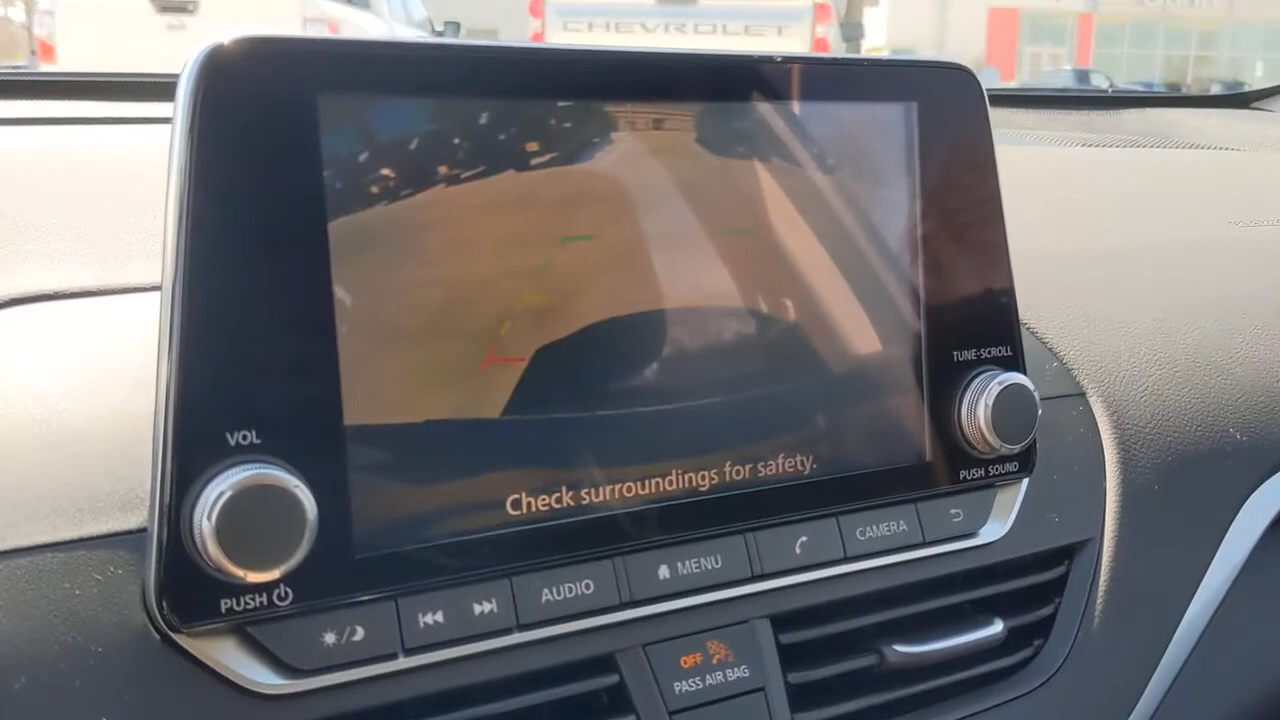 CHEVROLET
TUNE·SCROLL
VOL
PUSH SOUND
Check surroundings for safety.
PUSH
AUDIO
MENU
CAMERA
OFF
PASS AIR BAG